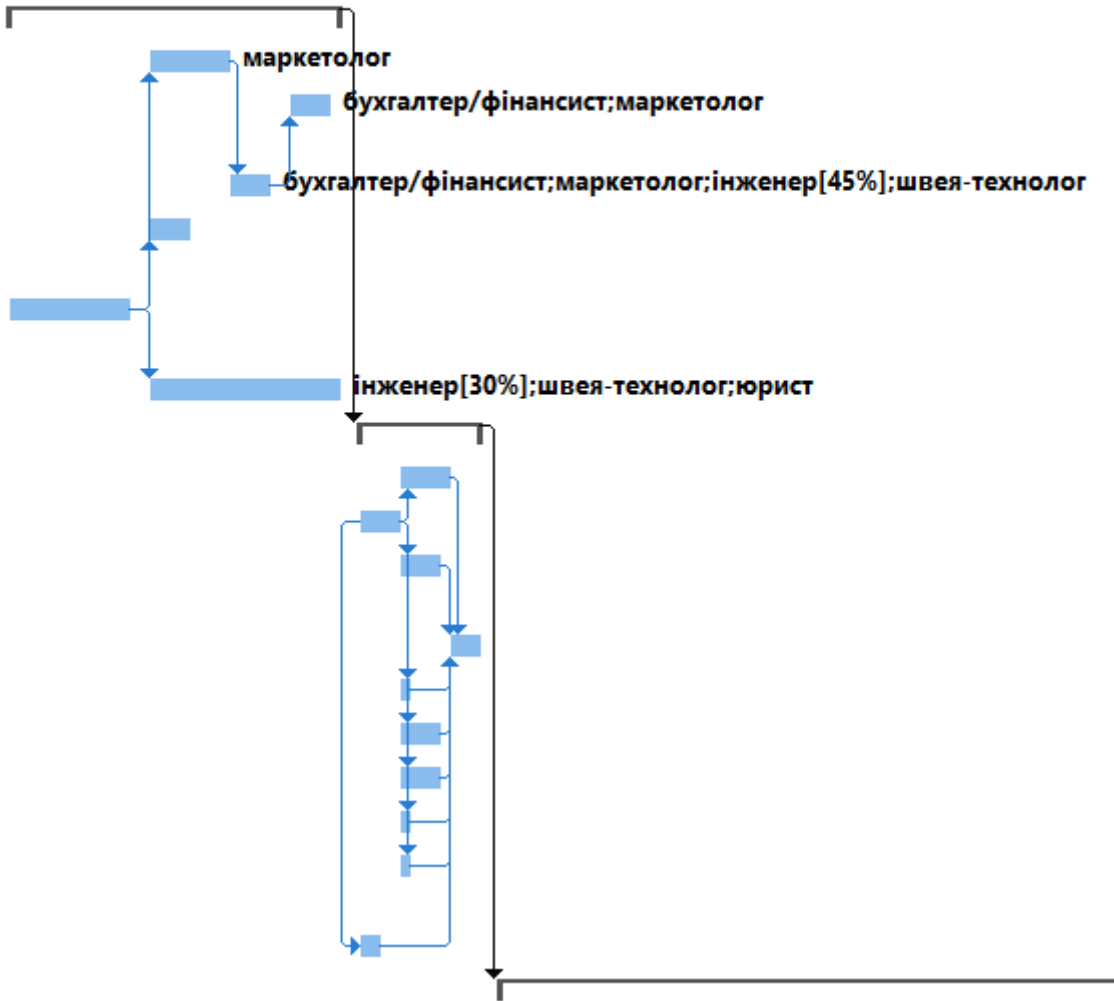 маркетолог
бухгалтер/фінансист;маркетолог
бухгалтер/фінансист;маркетолог;інженер[45%];швея-технолог
інженер[30%];швея-технолог;юрист